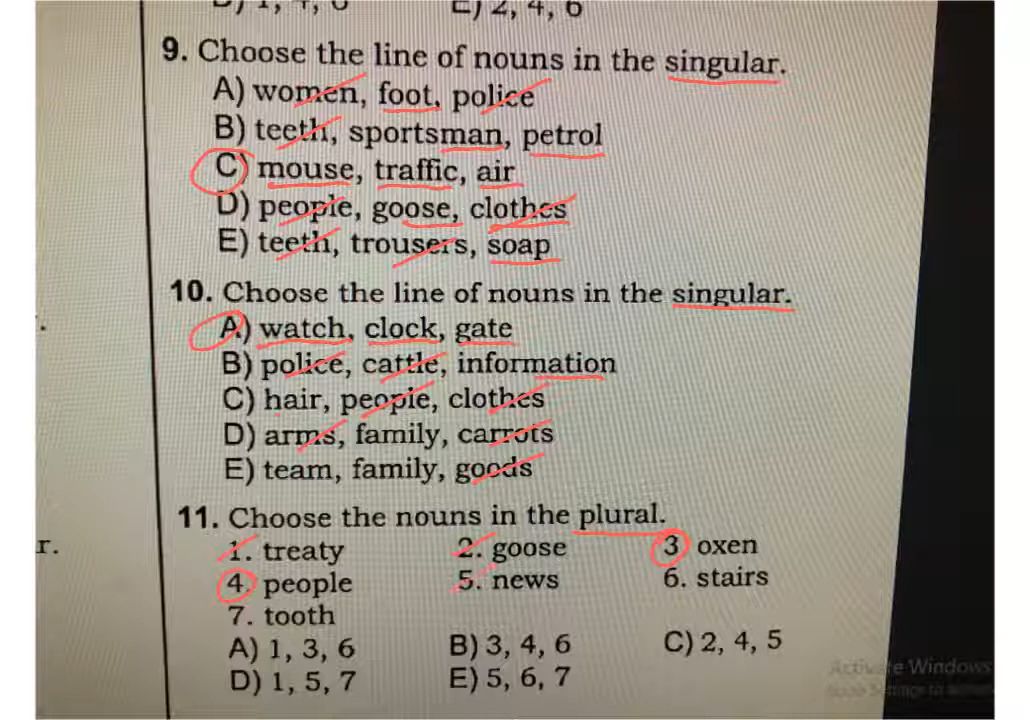 D) 1, 4, 6 E) 2, 4, 6
9. Choose the line of nouns in the singular.
A) women, foot, police
B) teeth, sportsman, petrol
C) mouse, traffic, air
D) people, goose, clothes
E) teeth, trousers, soap
10. Choose the line of nouns in the singular.
A) watch, clock, gate
B) police, cattle, information
C) hair, people, clothes
D) arms, family, carrots
E) team, family, goods
11. Choose the nouns in the plural.
r. 1. treaty 2. goose 3 oxen
4. people 5. news 6. stairs
7. tooth
A) 1, 3, 6 B) 3, 4, 6 C) 2, 4, 5
D) 1, 5, 7 E) 5, 6, 7
Activate Windows